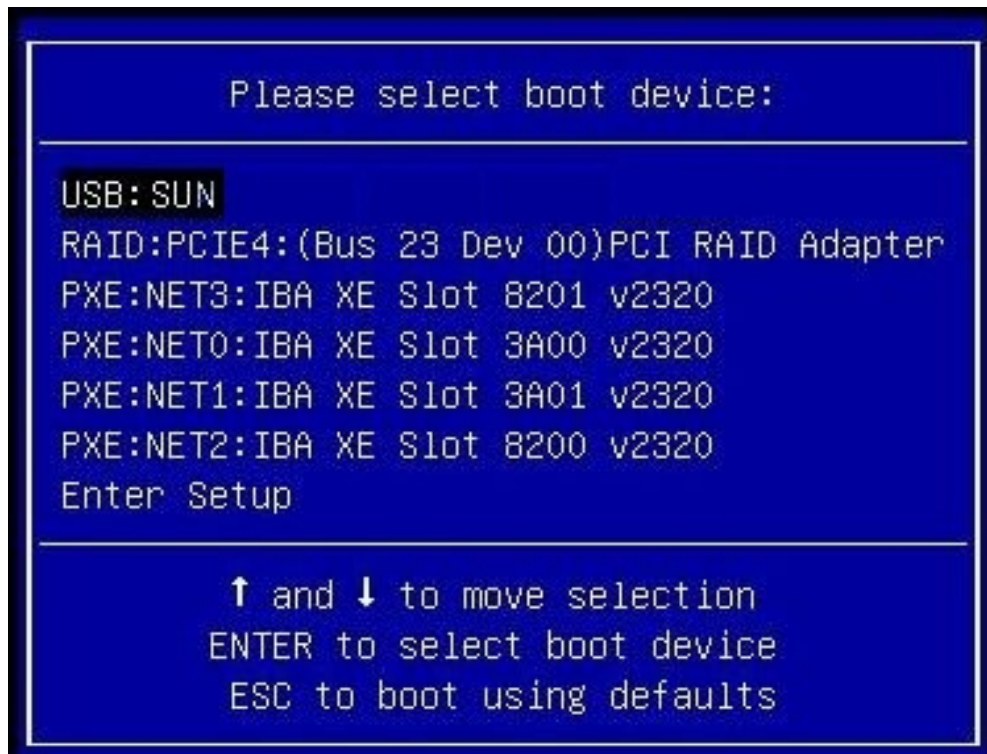 Please select boot device:
USB:SUN
RAID:PCIE4:(Bus 23 Dev 00)PCI RAID Adapter
PXE:NET3:IBA XE Slot 8201 v2320
PXE:NET0:IBA XE Slot 3A00 v2320
PXE:NET1:IBA XE Slot 3A01 v2320
PXE:NET2:IBA XE Slot 8200 v2320
Enter Setup
↑ and ↓ to move selection
ENTER to select boot device
ESC to boot using defaults